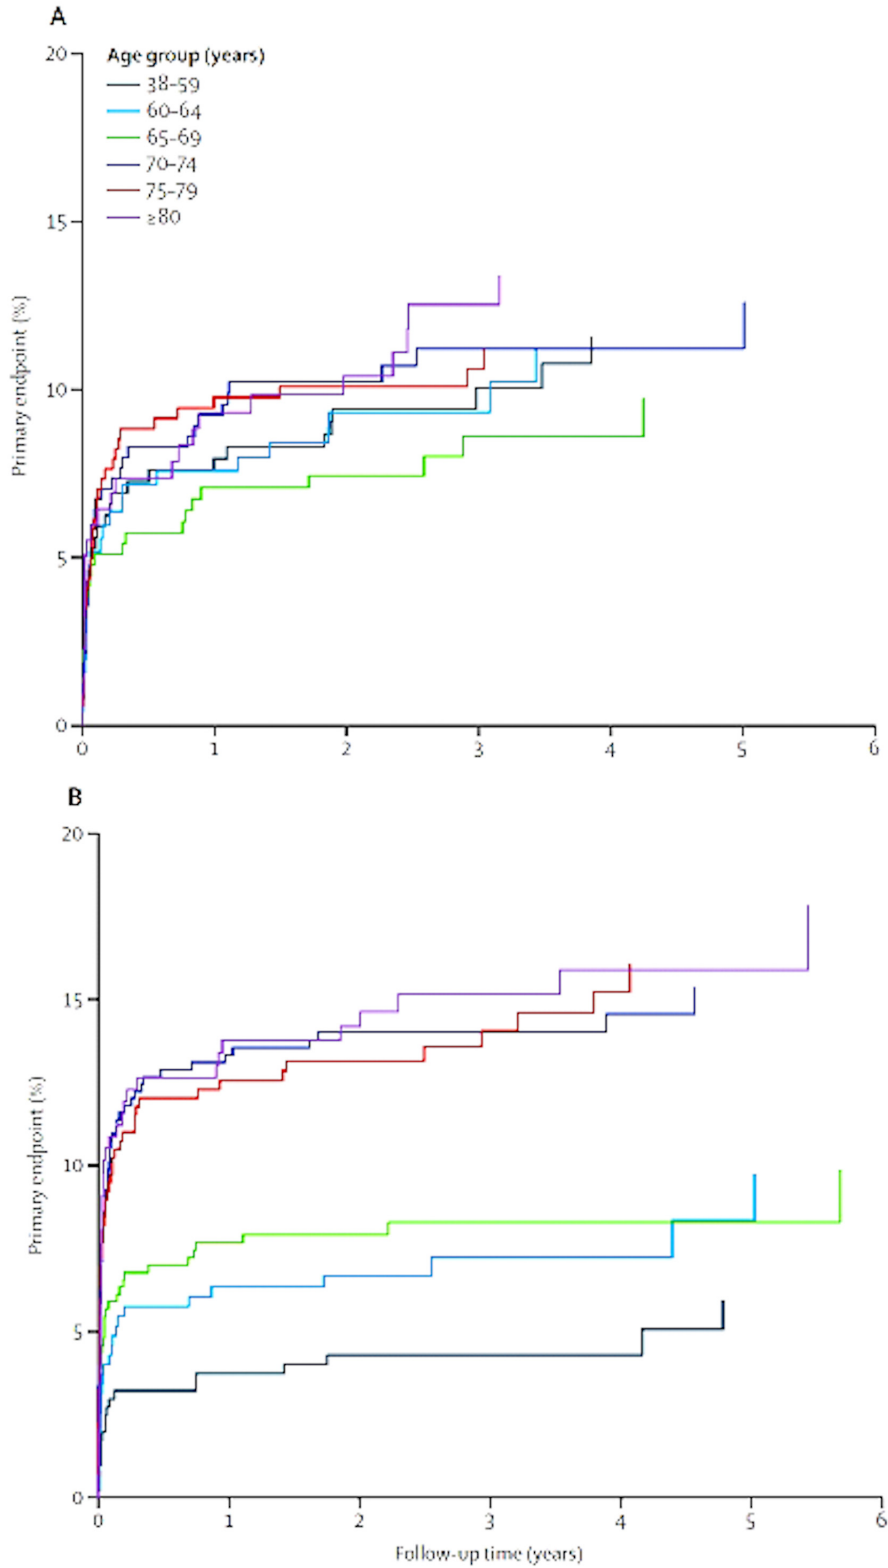 A
20
Age group (years)
38–59
60–64
65–69
70–74
75–79
≥80
15
Primary endpoint (%)
10
5
0
0 1 2 3 4 5 6
B
20
15
Primary endpoint (%)
10
5
0
0 1 2 3 4 5 6
Follow-up time (years)